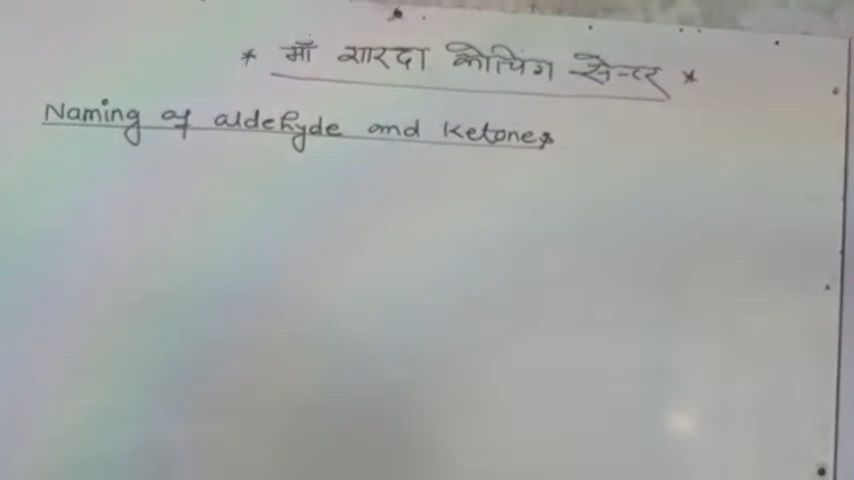 * माँ शारदा कोचिंग सेन्टर *
Naming of aldehyde and Ketones